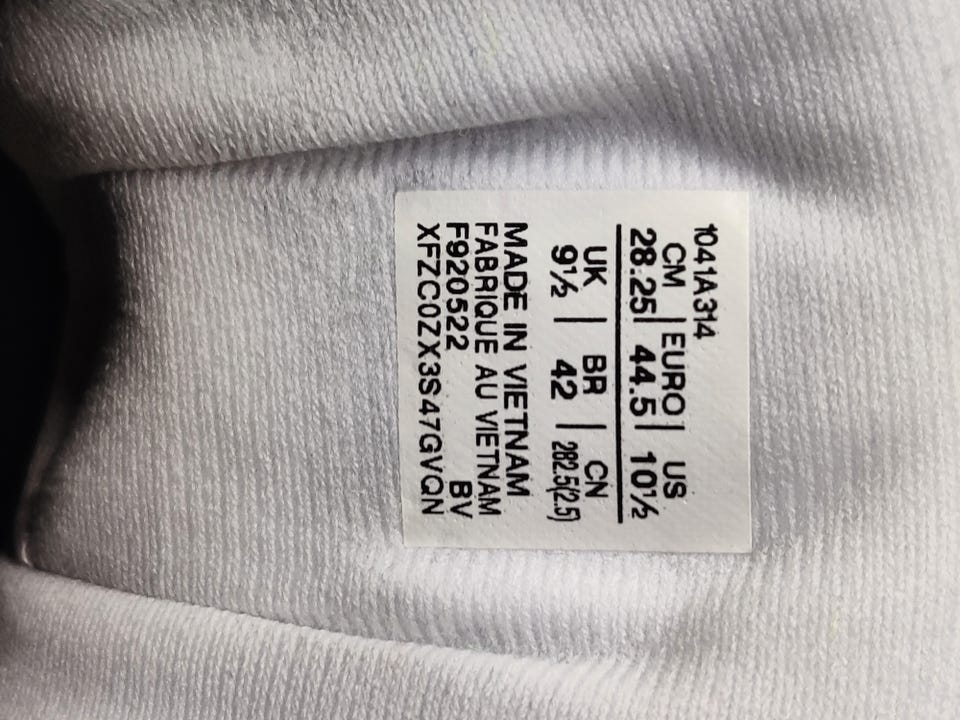 1041A314
CM | EURO | US
28.25 | 44.5 | 10½
UK | BR | CN
9½ | 42 | 282.5(2.5)
MADE IN VIETNAM
FABRIQUE AU VIETNAM
F920522 BV
XFZC0ZX3S47GVQN